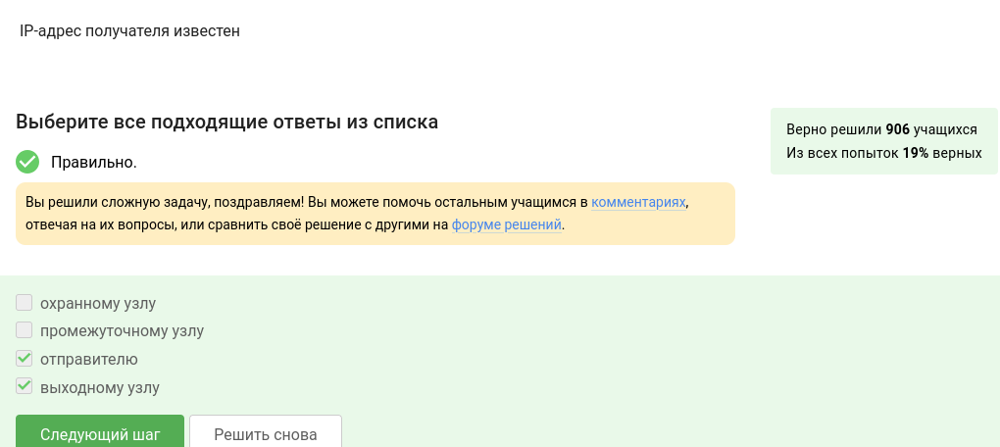 IP-адрес получателя известен
Выберите все подходящие ответы из списка
Верно решили 906 учащихся
Из всех попыток 19% верных
Правильно.
Вы решили сложную задачу, поздравляем! Вы можете помочь остальным учащимся в комментариях,
отвечая на их вопросы, или сравнить своё решение с другими на форуме решений.
охранному узлу
промежуточному узлу
отправителю
выходному узлу
Следующий шаг
Решить снова